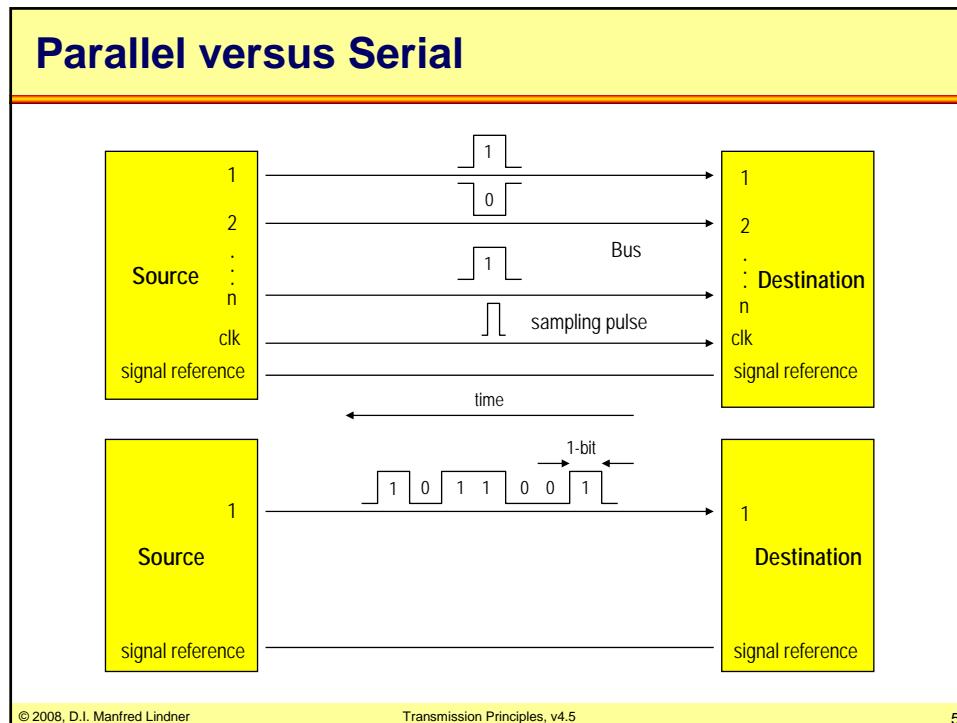 Parallel versus Serial
1
1
1
0
2
2
.
.
.
.
.
.
Bus
Source
1
Destination
n
n
sampling pulse
clk
clk
signal reference
signal reference
time
1-bit
1 0 1 1 0 0 1
1
1
Source
Destination
signal reference
signal reference
© 2008, D.I. Manfred Lindner
Transmission Principles, v4.5
5